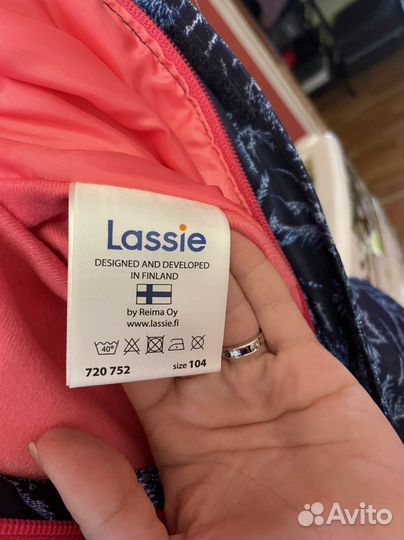 Lassie
DESIGNED AND DEVELOPED
IN FINLAND
by Reima Oy
www.lassie.fi
40°
720 752 size 104
Avito